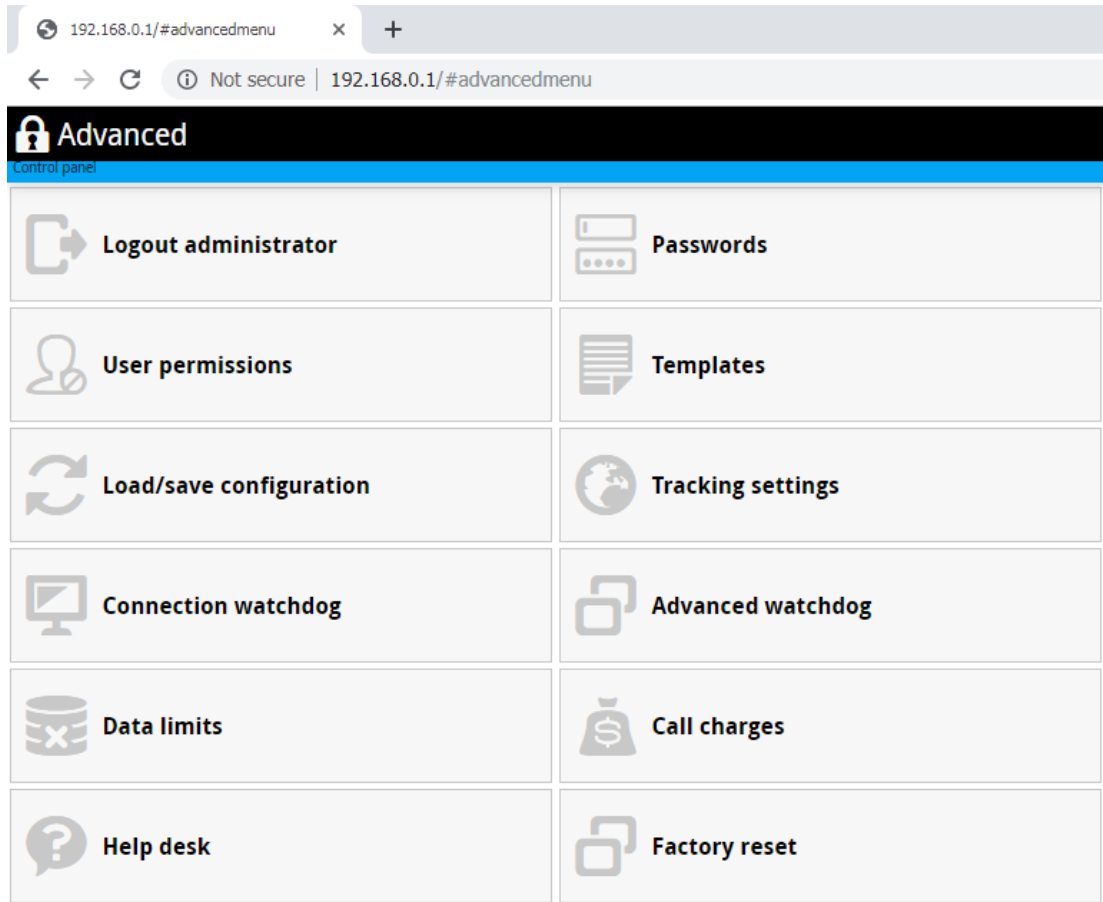 192.168.0.1/#advancedmenu
Not secure | 192.168.0.1/#advancedmenu
Advanced
Control panel
Logout administrator
Passwords
User permissions
Templates
Load/save configuration
Tracking settings
Connection watchdog
Advanced watchdog
Data limits
Call charges
Help desk
Factory reset